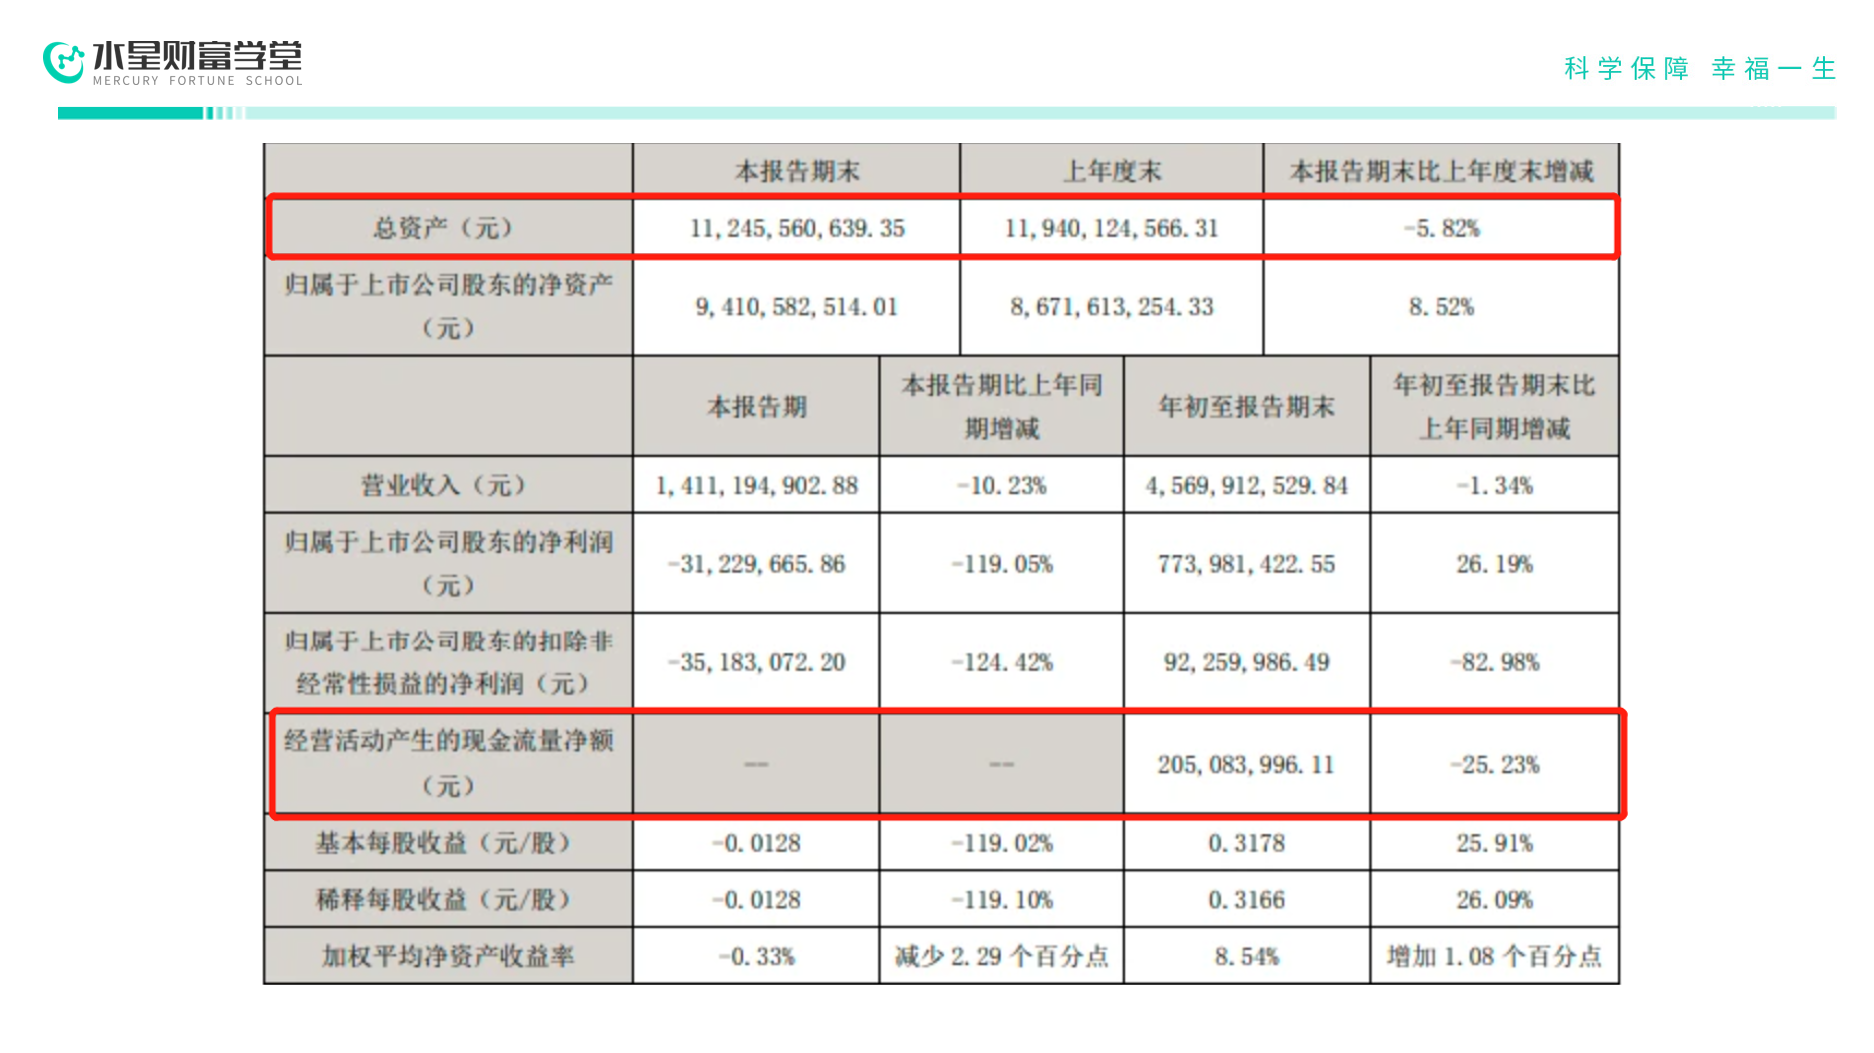 水星财富学堂
MERCURY FORTUNE SCHOOL
科学保障 幸福一生
本报告期末 上年度末 本报告期末比上年度末增减
总资产（元） 11,245,560,639.35 11,940,124,566.31 -5.82%
归属于上市公司股东的净资产
（元） 9,410,582,514.01 8,671,613,254.33 8.52%
本报告期 本报告期比上年同
期增减 年初至报告期末 年初至报告期末比
上年同期增减
营业收入（元） 1,411,194,902.88 -10.23% 4,569,912,529.84 -1.34%
归属于上市公司股东的净利润
（元） -31,229,665.86 -119.05% 773,981,422.55 26.19%
归属于上市公司股东的扣除非
经常性损益的净利润（元） -35,183,072.20 -124.42% 92,259,986.49 -82.98%
经营活动产生的现金流量净额
（元） -- -- 205,083,996.11 -25.23%
基本每股收益（元/股） -0.0128 -119.02% 0.3178 25.91%
稀释每股收益（元/股） -0.0128 -119.10% 0.3166 26.09%
加权平均净资产收益率 -0.33% 减少 2.29 个百分点 8.54% 增加 1.08 个百分点